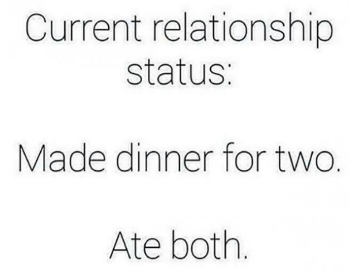 Current relationship
status:
Made dinner for two.
Ate both.